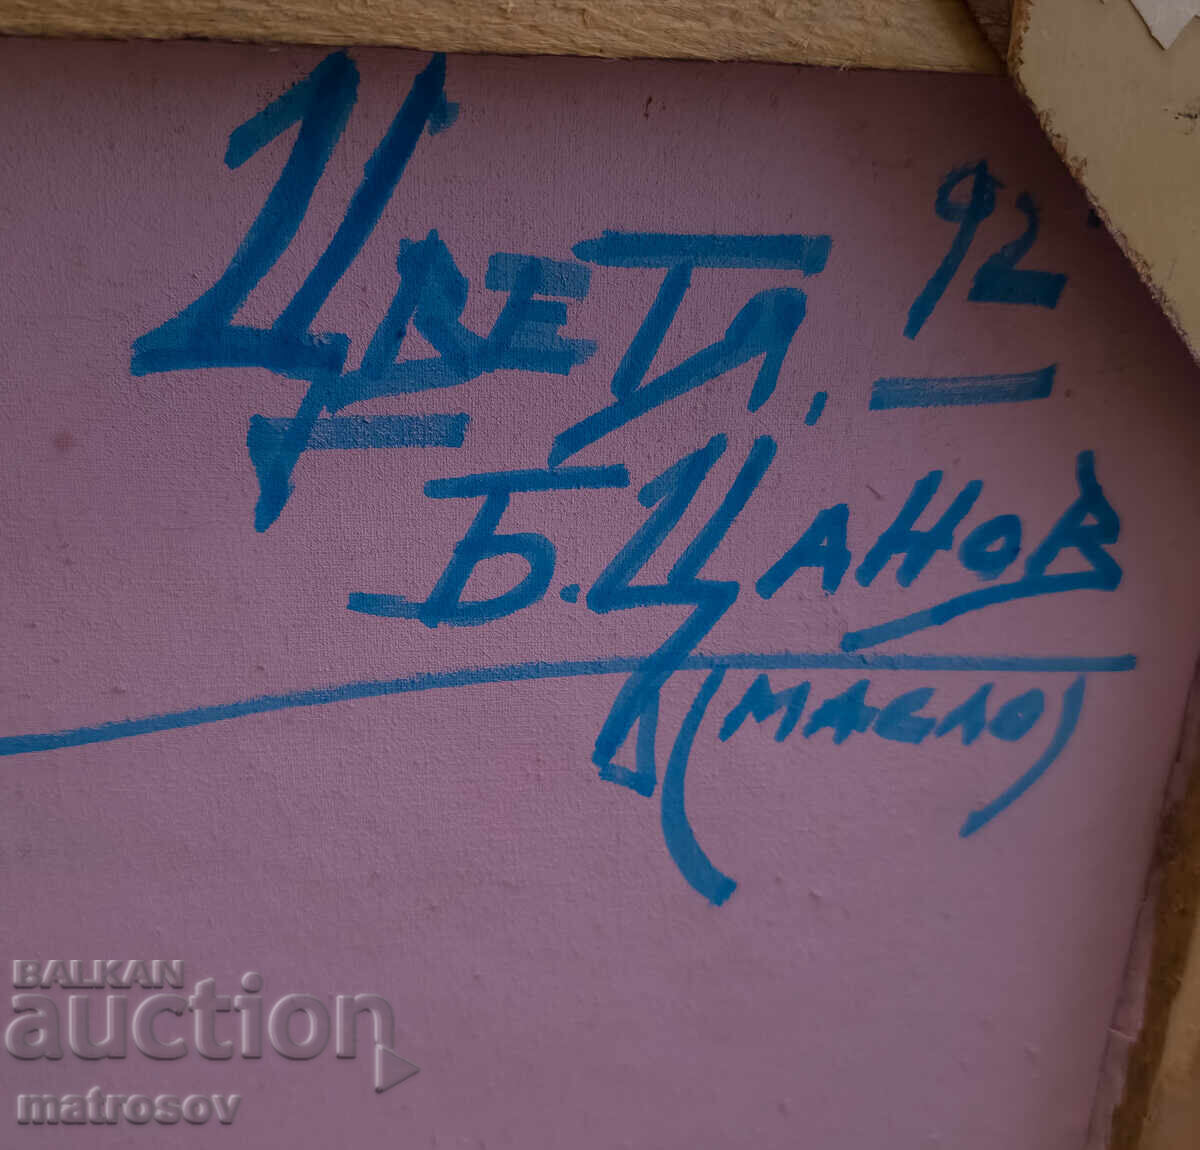 Цветя, 92
Б. Цанов
(масло)
BALKAN
auction
matrosov